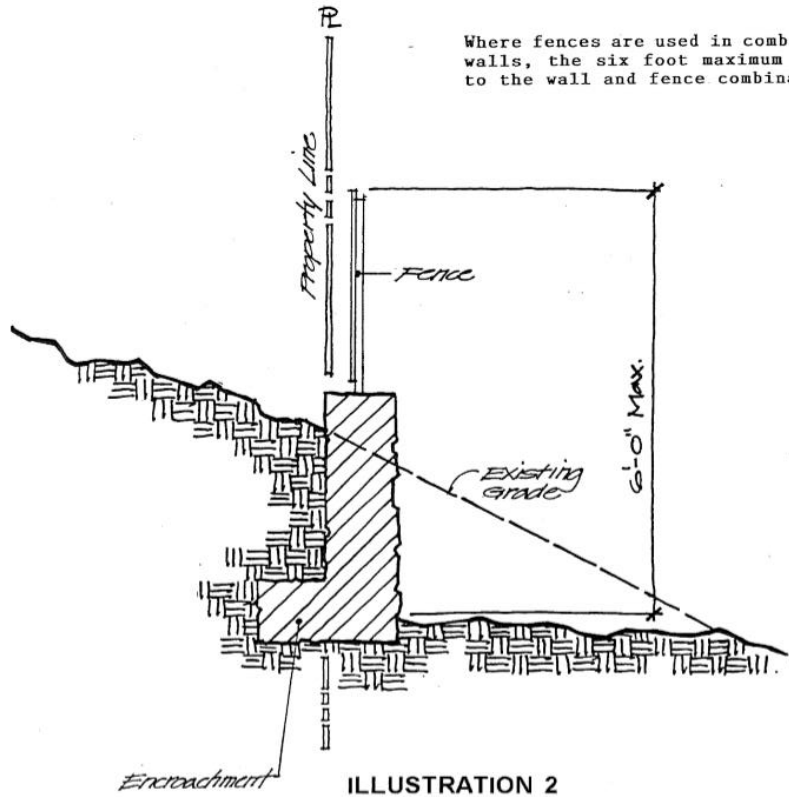 PL
Where fences are used in comb
walls, the six foot maximum
to the wall and fence combina
Property Line
Fence
6'-0" Max.
Existing
Grade
Encroachment
ILLUSTRATION 2